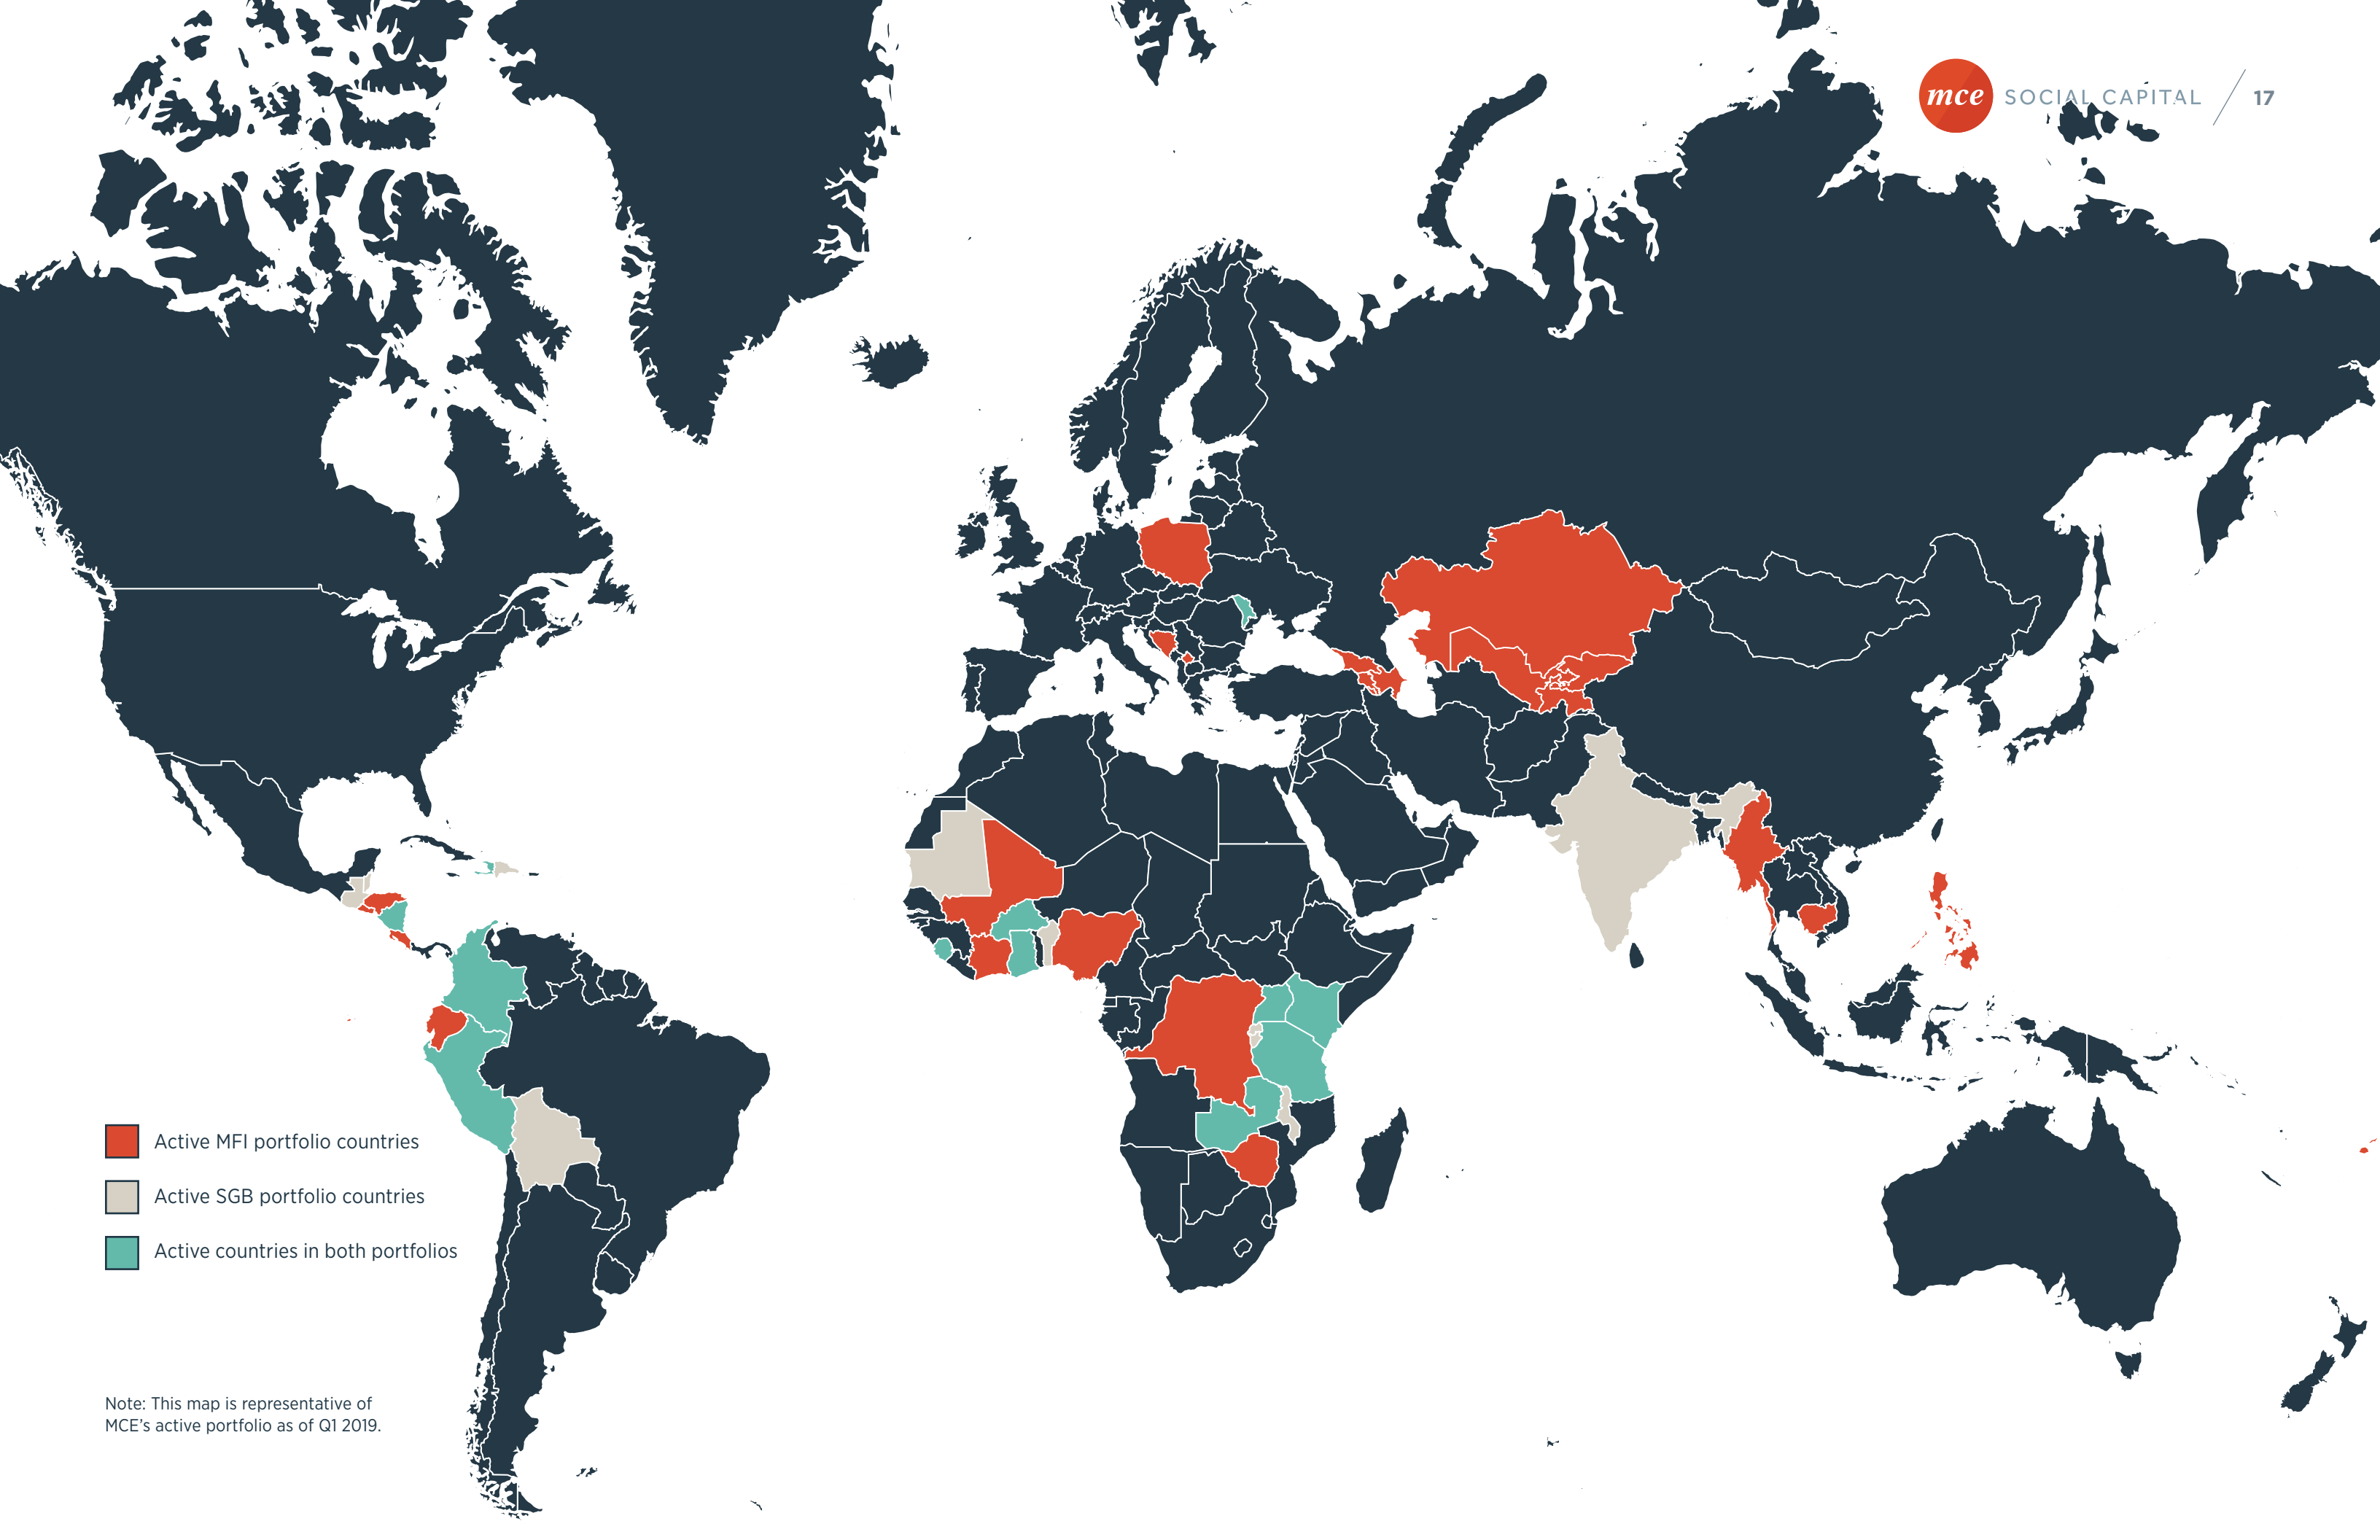 mce SOCIAL CAPITAL 17
Active MFI portfolio countries
Active SGB portfolio countries
Active countries in both portfolios
Note: This map is representative of
MCE's active portfolio as of Q1 2019.